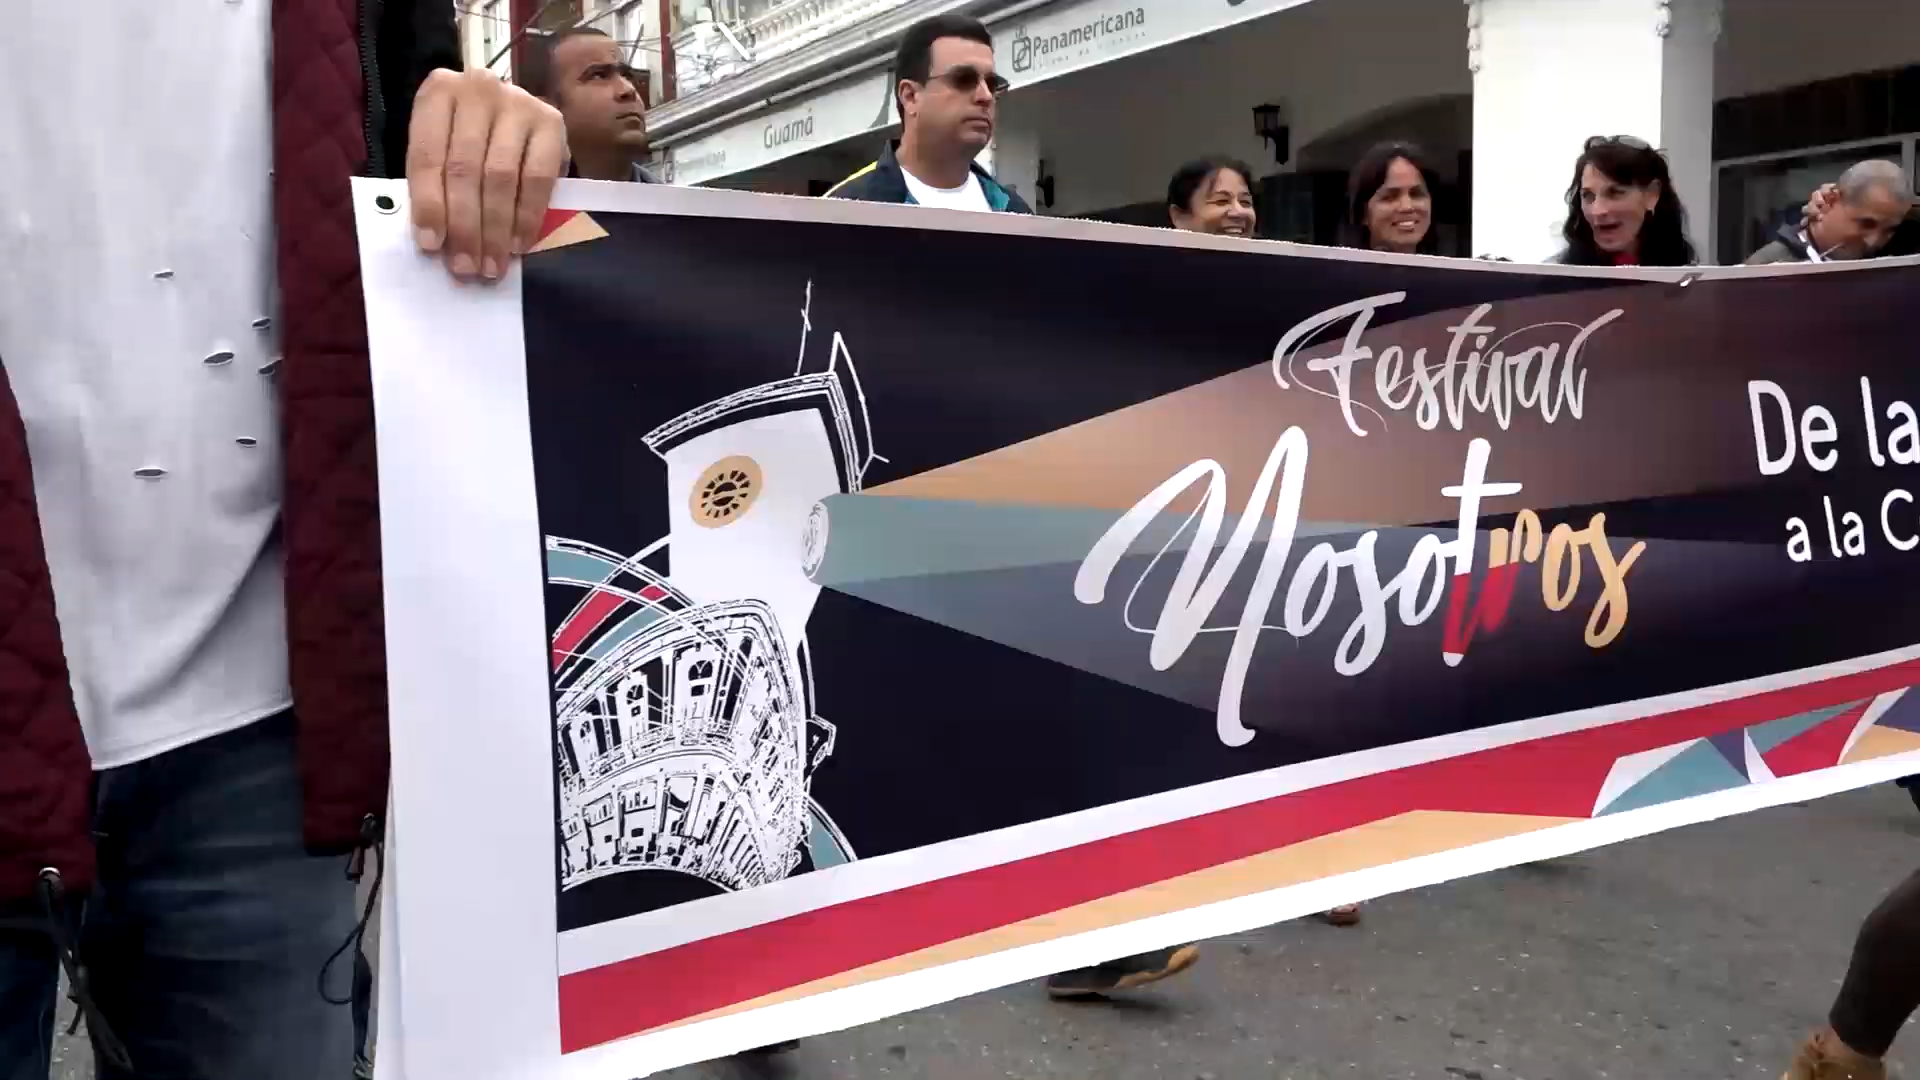 Panamericana
Guamá
Festival
Nosotros
De la
a la